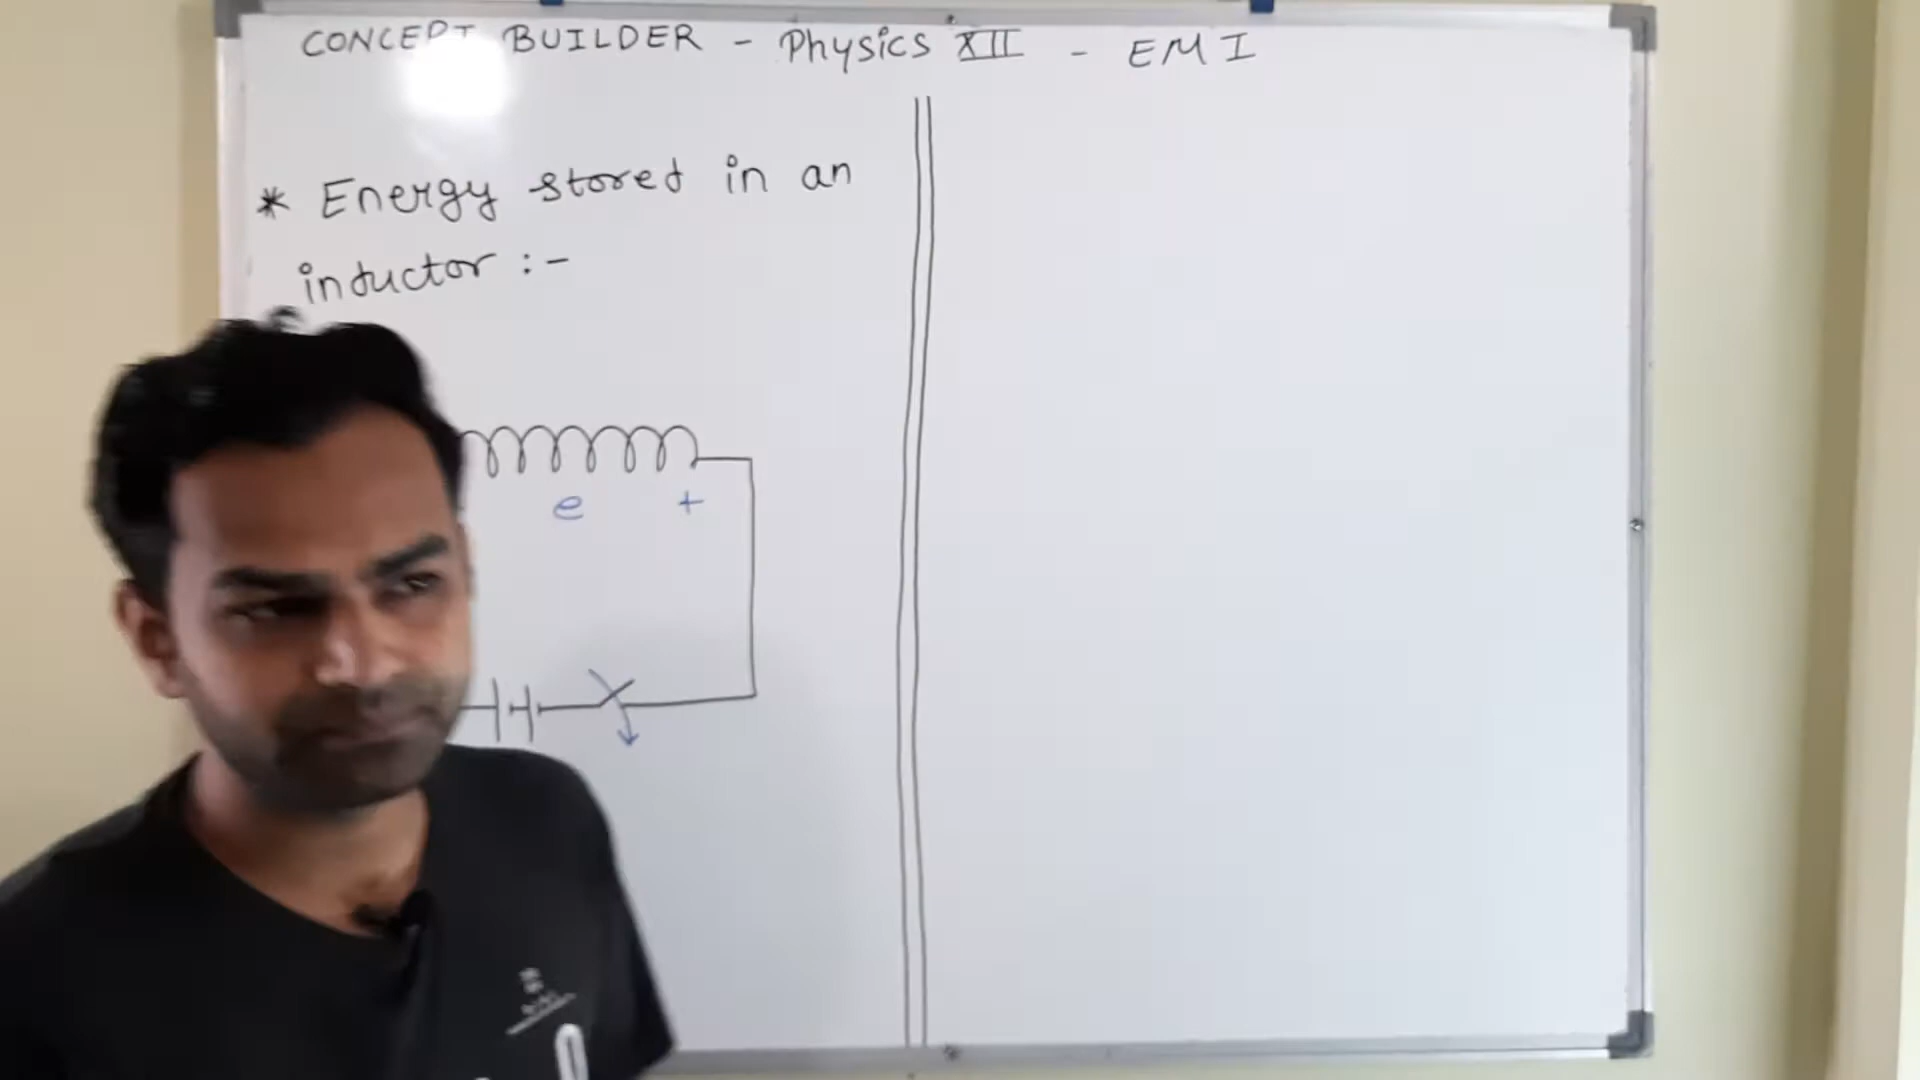 CONCEPT BUILDER - Physics XII - EMI
* Energy stored in an
inductor :-
e +